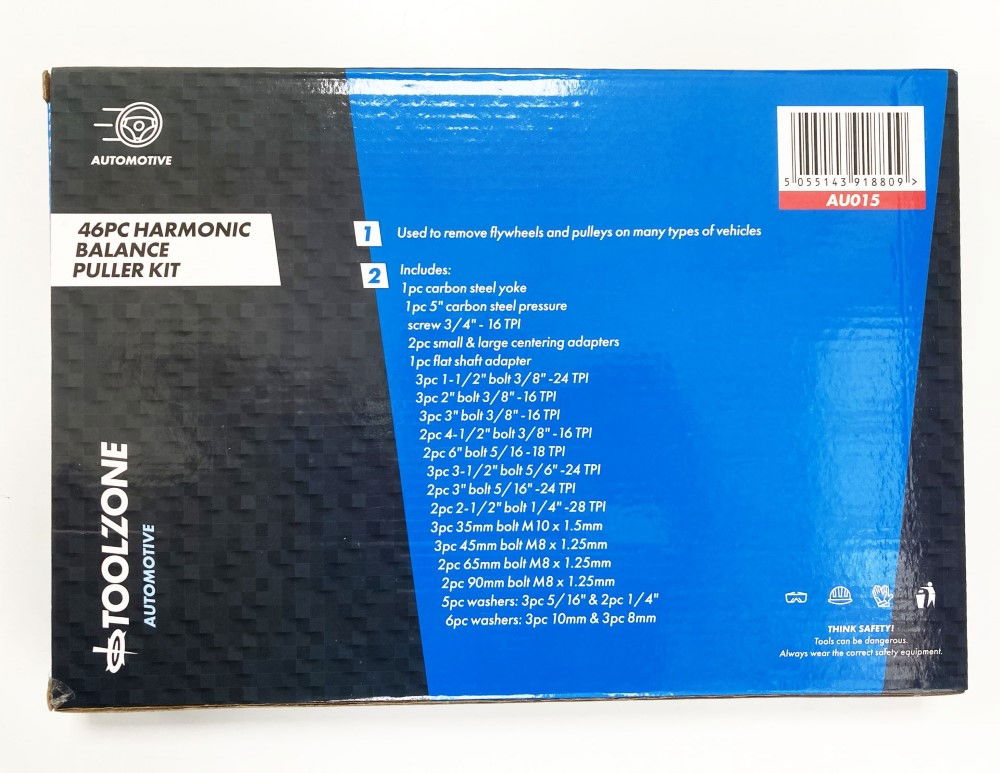 AUTOMOTIVE
5 055143 918809 >
AU015
46PC HARMONIC
BALANCE
PULLER KIT
1 Used to remove flywheels and pulleys on many types of vehicles
2 Includes:
1pc carbon steel yoke
1pc 5" carbon steel pressure
screw 3/4" - 16 TPI
2pc small & large centering adapters
1pc flat shaft adapter
3pc 1-1/2" bolt 3/8" -24 TPI
3pc 2" bolt 3/8" -16 TPI
3pc 3" bolt 3/8" -16 TPI
2pc 4-1/2" bolt 3/8" -16 TPI
2pc 6" bolt 5/16 -18 TPI
3pc 3-1/2" bolt 5/6" -24 TPI
2pc 3" bolt 5/16" -24 TPI
2pc 2-1/2" bolt 1/4" -28 TPI
3pc 35mm bolt M10 x 1.5mm
3pc 45mm bolt M8 x 1.25mm
2pc 65mm bolt M8 x 1.25mm
2pc 90mm bolt M8 x 1.25mm
5pc washers: 3pc 5/16" & 2pc 1/4"
6pc washers: 3pc 10mm & 3pc 8mm
TOOLZONE
AUTOMOTIVE
THINK SAFETY!
Tools can be dangerous.
Always wear the correct safety equipment.